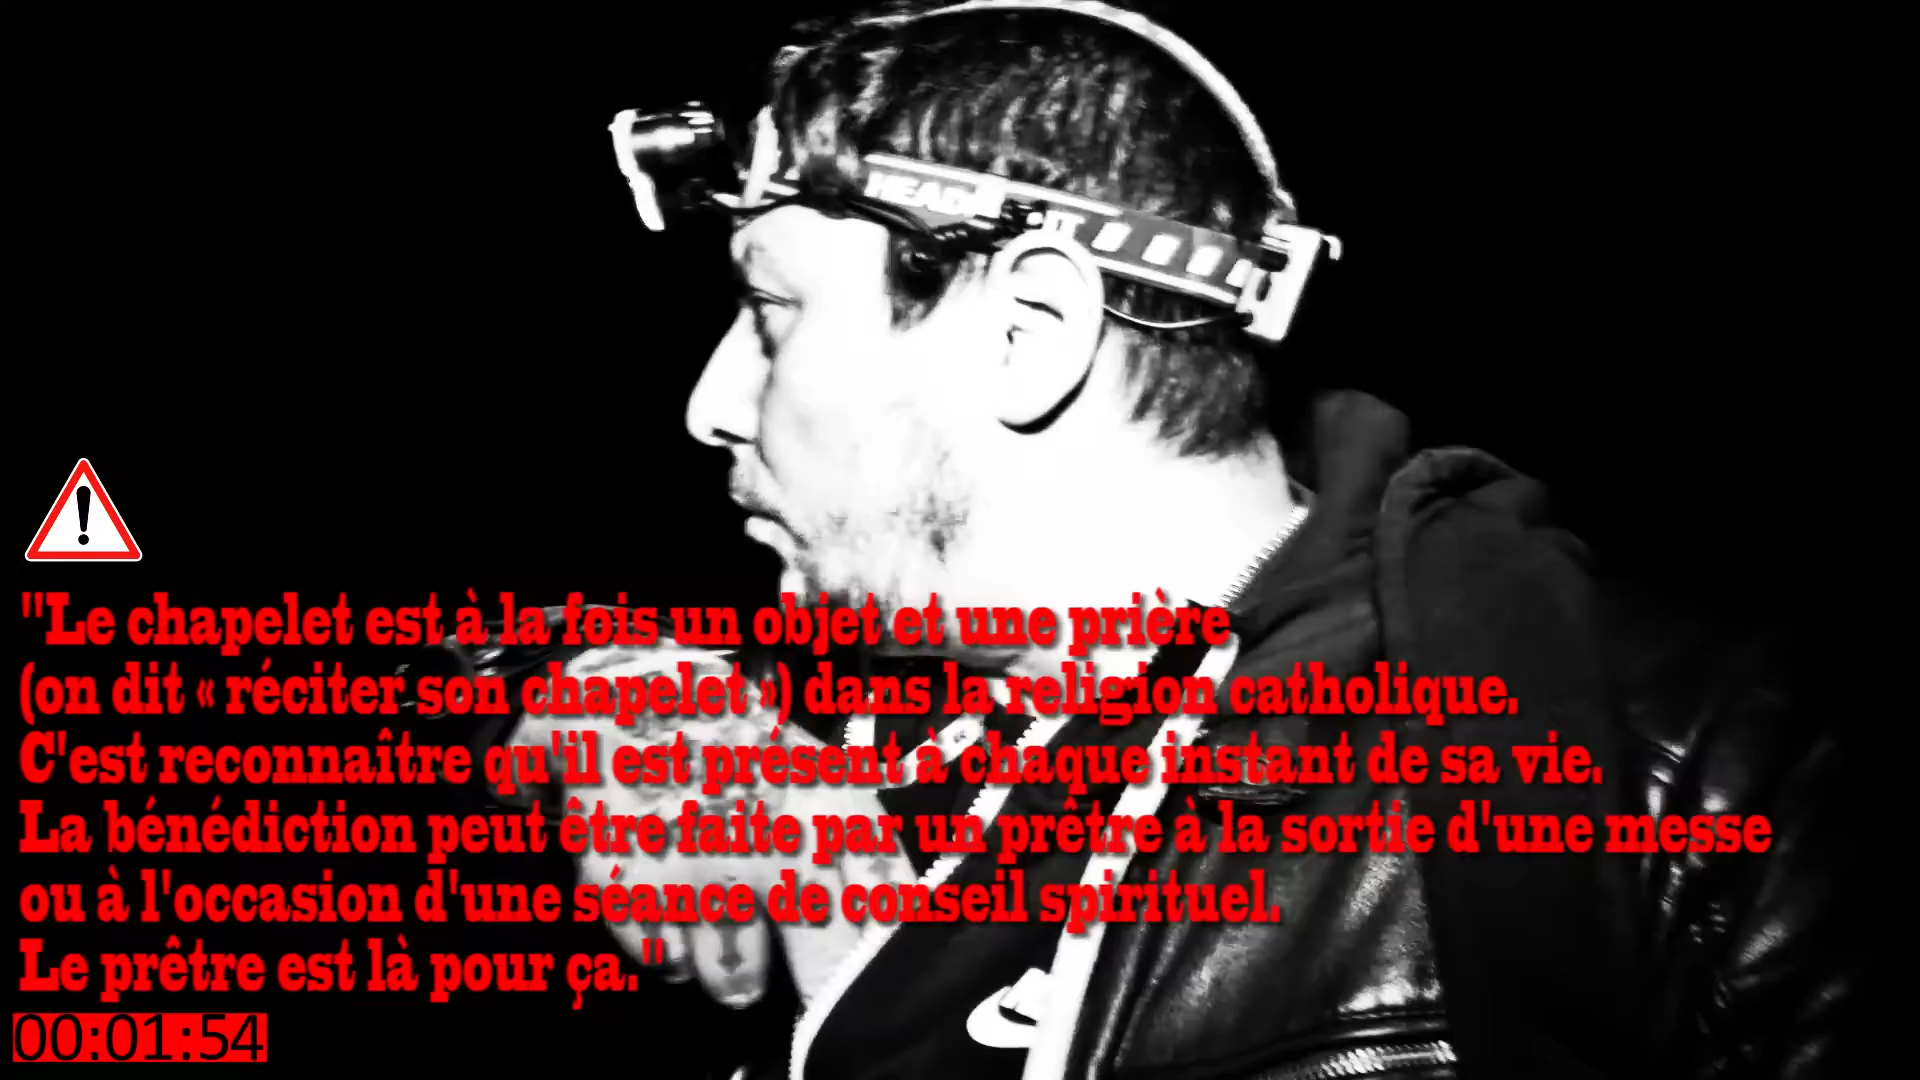 HEAD
"Le chapelet est à la fois un objet et une prière
(on dit « réciter son chapelet ») dans la religion catholique.
C'est reconnaître qu'il est présent à chaque instant de sa vie.
La bénédiction peut être faite par un prêtre à la sortie d'une messe
ou à l'occasion d'une séance de conseil spirituel.
Le prêtre est là pour ça."
00:01:54